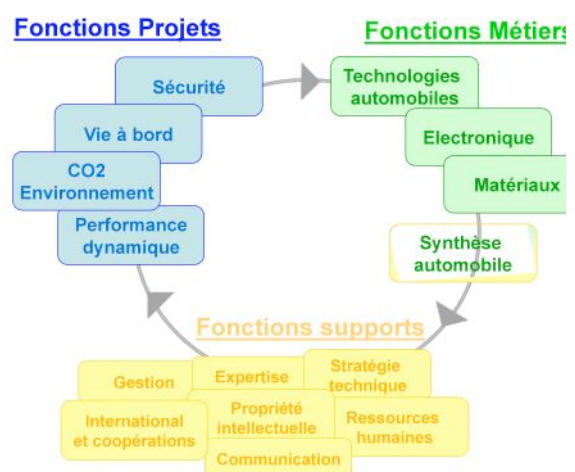 Fonctions Projets
Sécurité
Vie à bord
CO2
Environnement
Performance
dynamique
Fonctions Métiers
Technologies
automobiles
Electronique
Matériaux
Synthèse
automobile
Fonctions supports
Gestion
Expertise
Stratégie
technique
International
et coopérations
Propriété
intellectuelle
Ressources
humaines
Communication